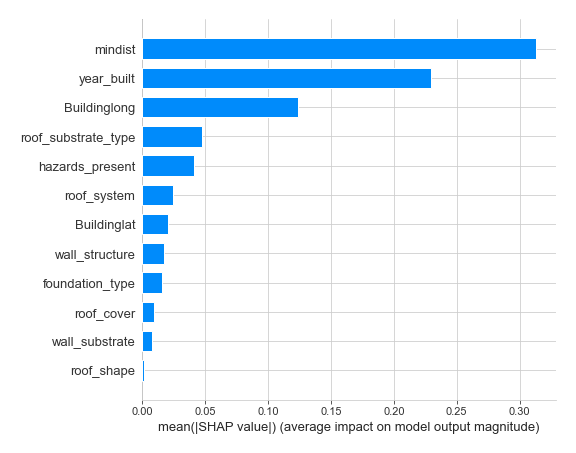 mindist
year_built
Buildinglong
roof_substrate_type
hazards_present
roof_system
Buildinglat
wall_structure
foundation_type
roof_cover
wall_substrate
roof_shape
0.00 0.05 0.10 0.15 0.20 0.25 0.30
mean(|SHAP value|) (average impact on model output magnitude)